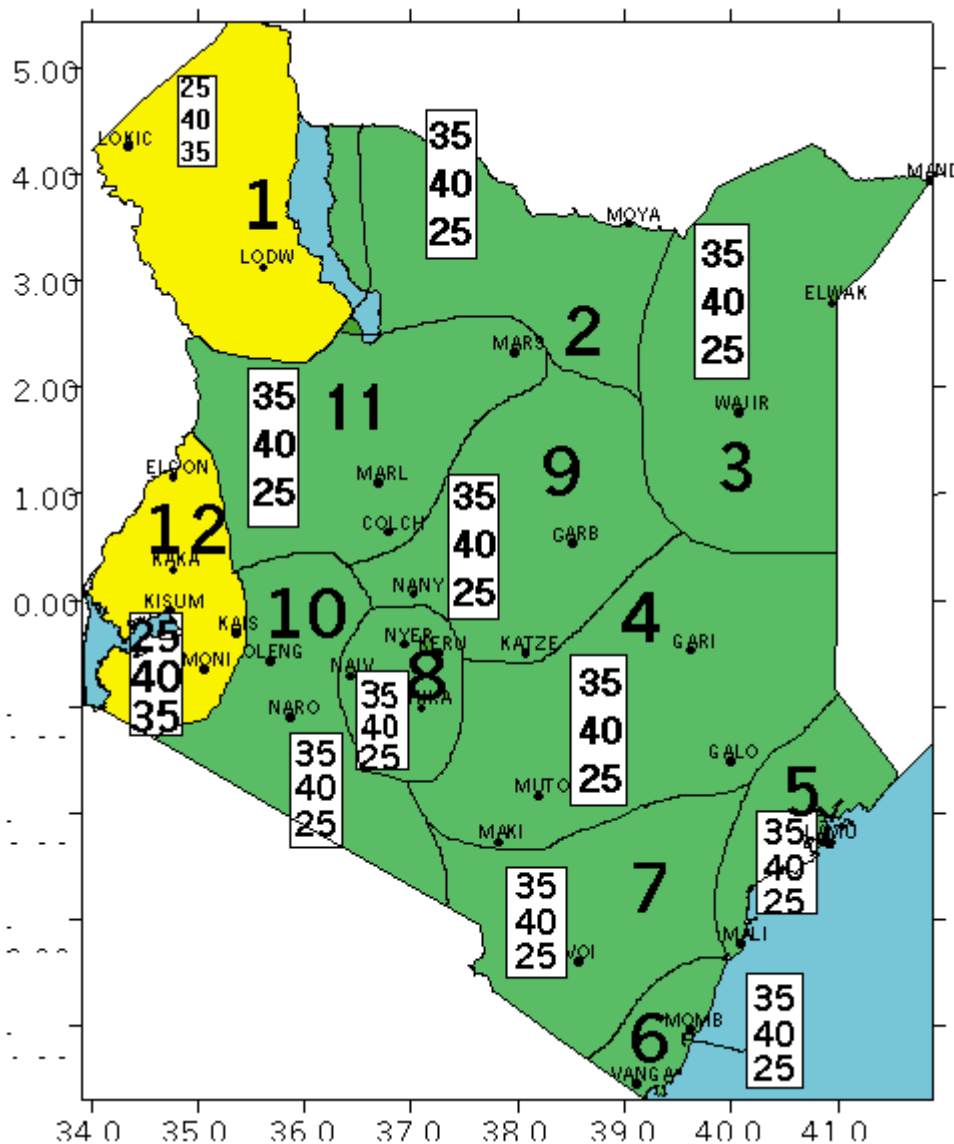 5.00
25
40
35
LOKIC
35
40
25
4.00
MAND
1
MOYA
LODW
35
40
25
3.00
ELWAK
2
MARS
2.00
35
40
25
11
WAJIR
3
9
ELGON
MARL
35
40
25
1.00
12
COLCH
GARB
KAKA
NANY
0.00
KISUM
10
4
KAIS
NYER
KERU
KATZE
GARI
25
40
35
MONI
OLENG
NAIV
8
35
40
25
35
40
25
NARO
GALO
35
40
25
MUTO
5
MAKI
LAMU
35
40
25
7
35
40
25
MALI
VOI
35
40
25
6
MOMB
VANGA
34.0
35.0
36.0
37.0
38.0
39.0
40.0
41.0